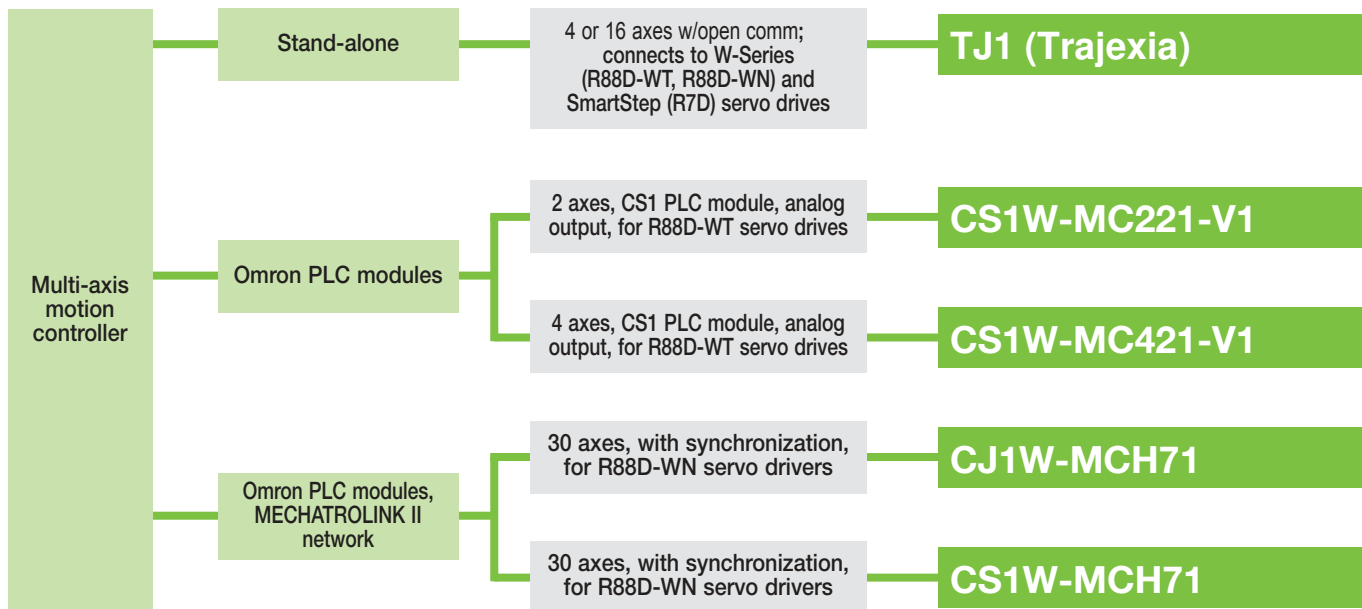 Multi-axis
motion
controller
Stand-alone
4 or 16 axes w/open comm;
connects to W-Series
(R88D-WT, R88D-WN) and
SmartStep (R7D) servo drives
TJ1 (Trajexia)
Omron PLC modules
2 axes, CS1 PLC module, analog
output, for R88D-WT servo drives
CS1W-MC221-V1
4 axes, CS1 PLC module, analog
output, for R88D-WT servo drives
CS1W-MC421-V1
Omron PLC modules,
MECHATROLINK II
network
30 axes, with synchronization,
for R88D-WN servo drivers
CJ1W-MCH71
30 axes, with synchronization,
for R88D-WN servo drivers
CS1W-MCH71